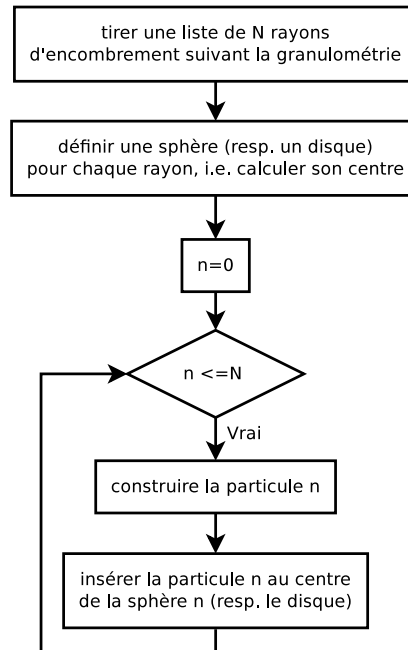 tirer une liste de N rayons
d'encombrement suivant la granulométrie
définir une sphère (resp. un disque)
pour chaque rayon, i.e. calculer son centre
n=0
n <=N
Vrai
construire la particule n
insérer la particule n au centre
de la sphère n (resp. le disque)